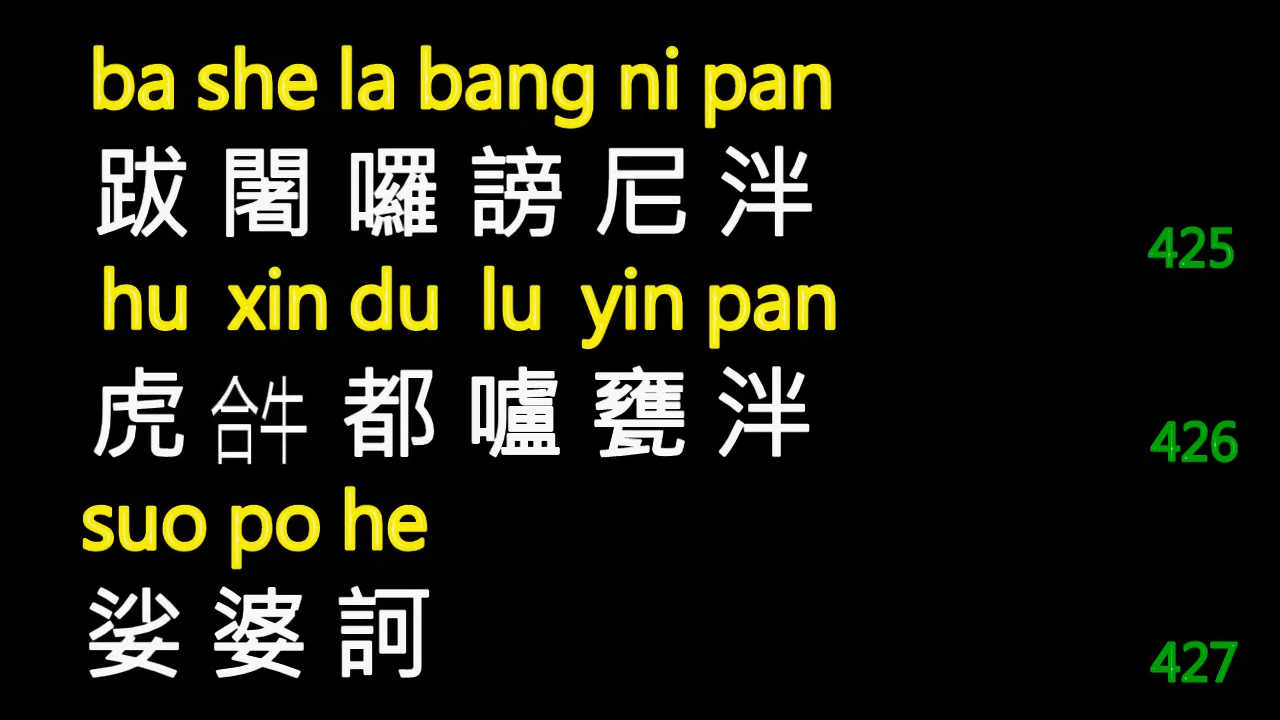 ba she la bang ni pan
跋 闍 囉 謗 尼 泮
425
hu xin du lu yin pan
虎 𤙖 都 嚧 甕 泮
426
suo po he
娑 婆 訶
427